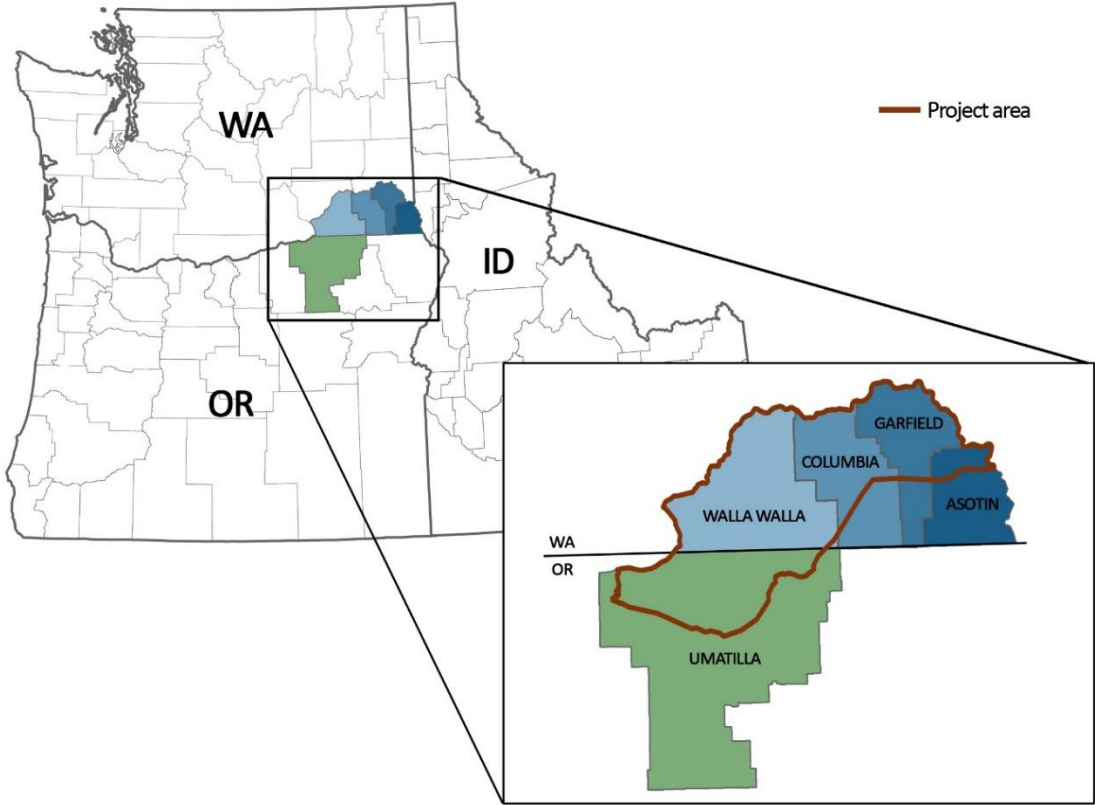 WA
Project area
ID
OR
GARFIELD
COLUMBIA
ASOTIN
WALLA WALLA
WA
OR
UMATILLA